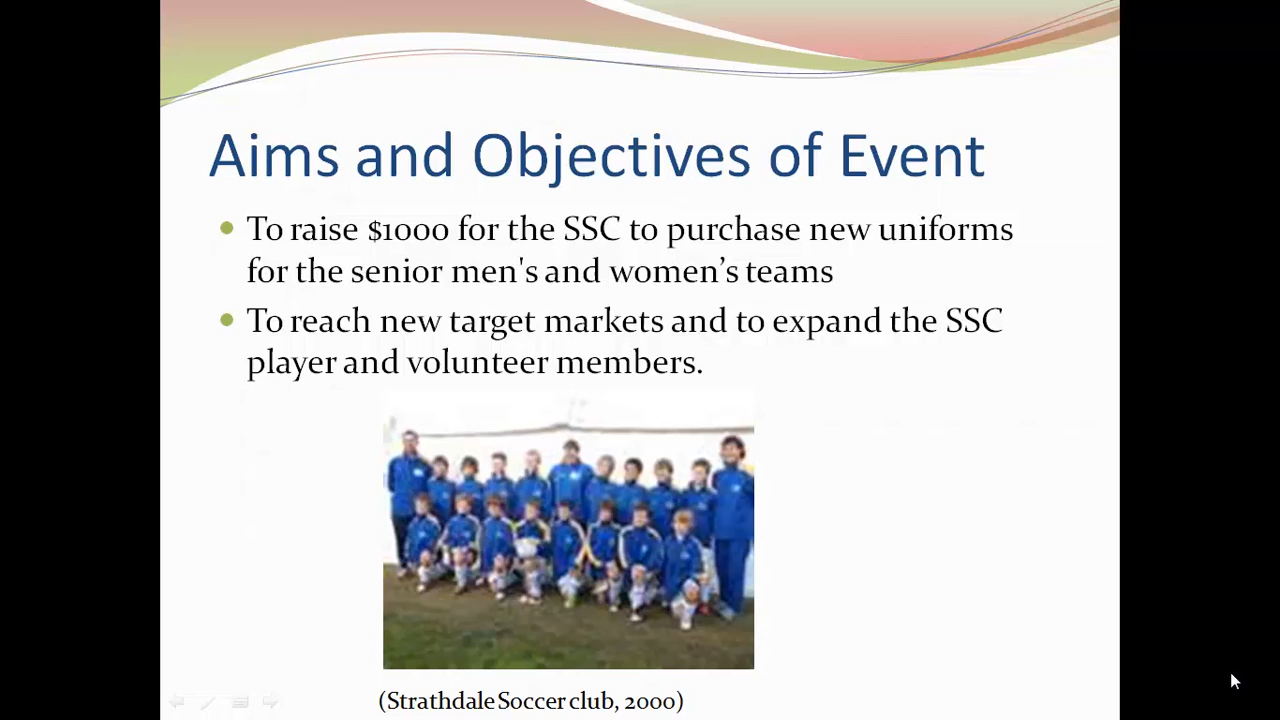 Aims and Objectives of Event
To raise $1000 for the SSC to purchase new uniforms
for the senior men's and women’s teams
To reach new target markets and to expand the SSC
player and volunteer members.
(Strathdale Soccer club, 2000)